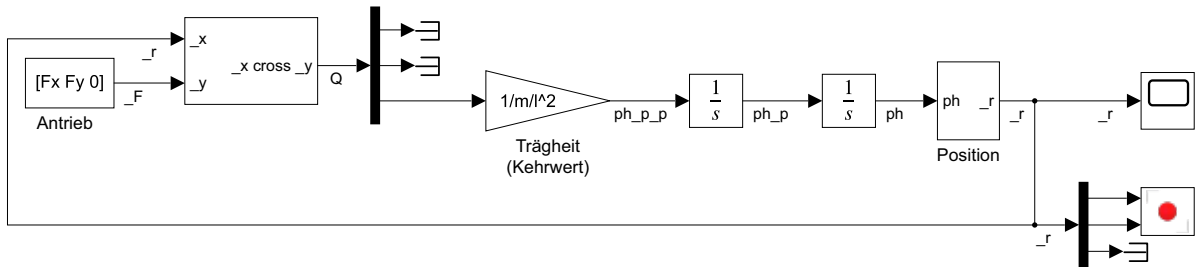 _r
_x
[Fx Fy 0]
_F
_y
_x cross _y
Q
Antrieb
1/m/l^2
Trägheit
(Kehrwert)
ph_p_p
1
s
ph_p
1
s
ph
ph
_r
Position
_r
_r
_r